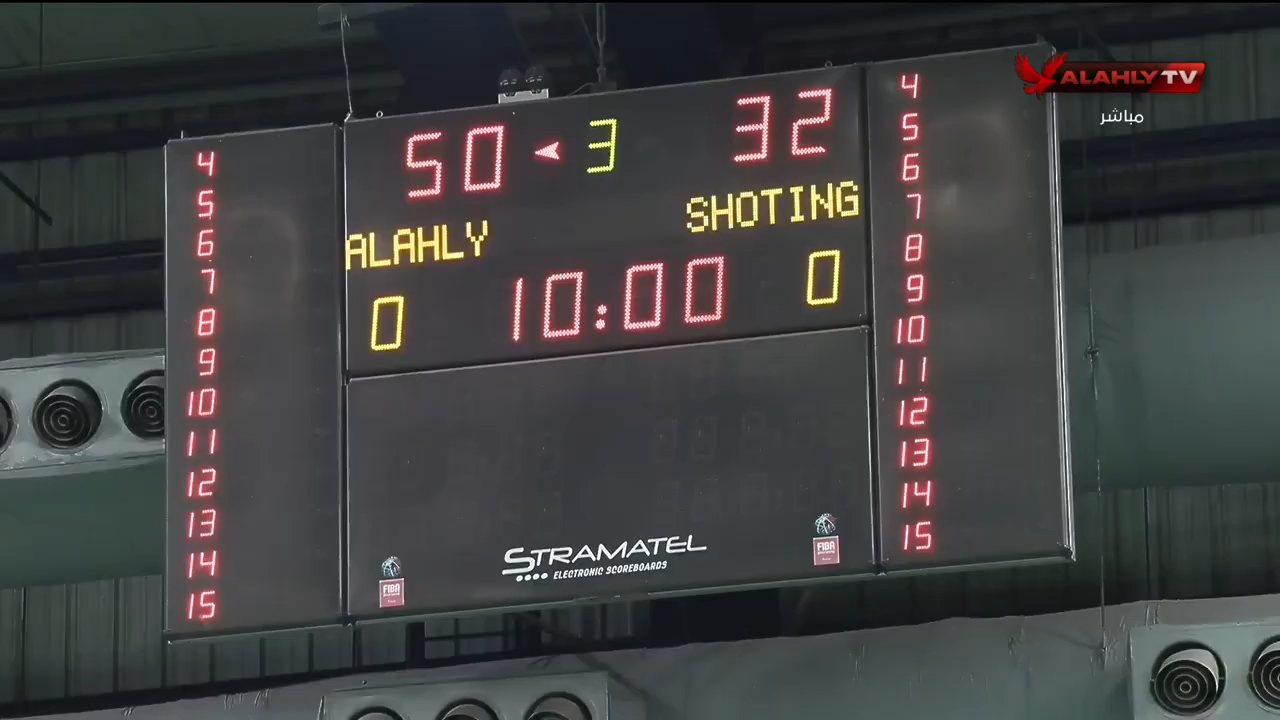 ALAHLY TV
مباشر
50 ◄ 3 32
ALAHLY SHOTING
0 10:00 0
4
5
6
7
8
9
10
11
12
13
14
15
4
5
6
7
8
9
10
11
12
13
14
15
STRAMATEL
ELECTRONIC SCOREBOARDS
FIBA
FIBA